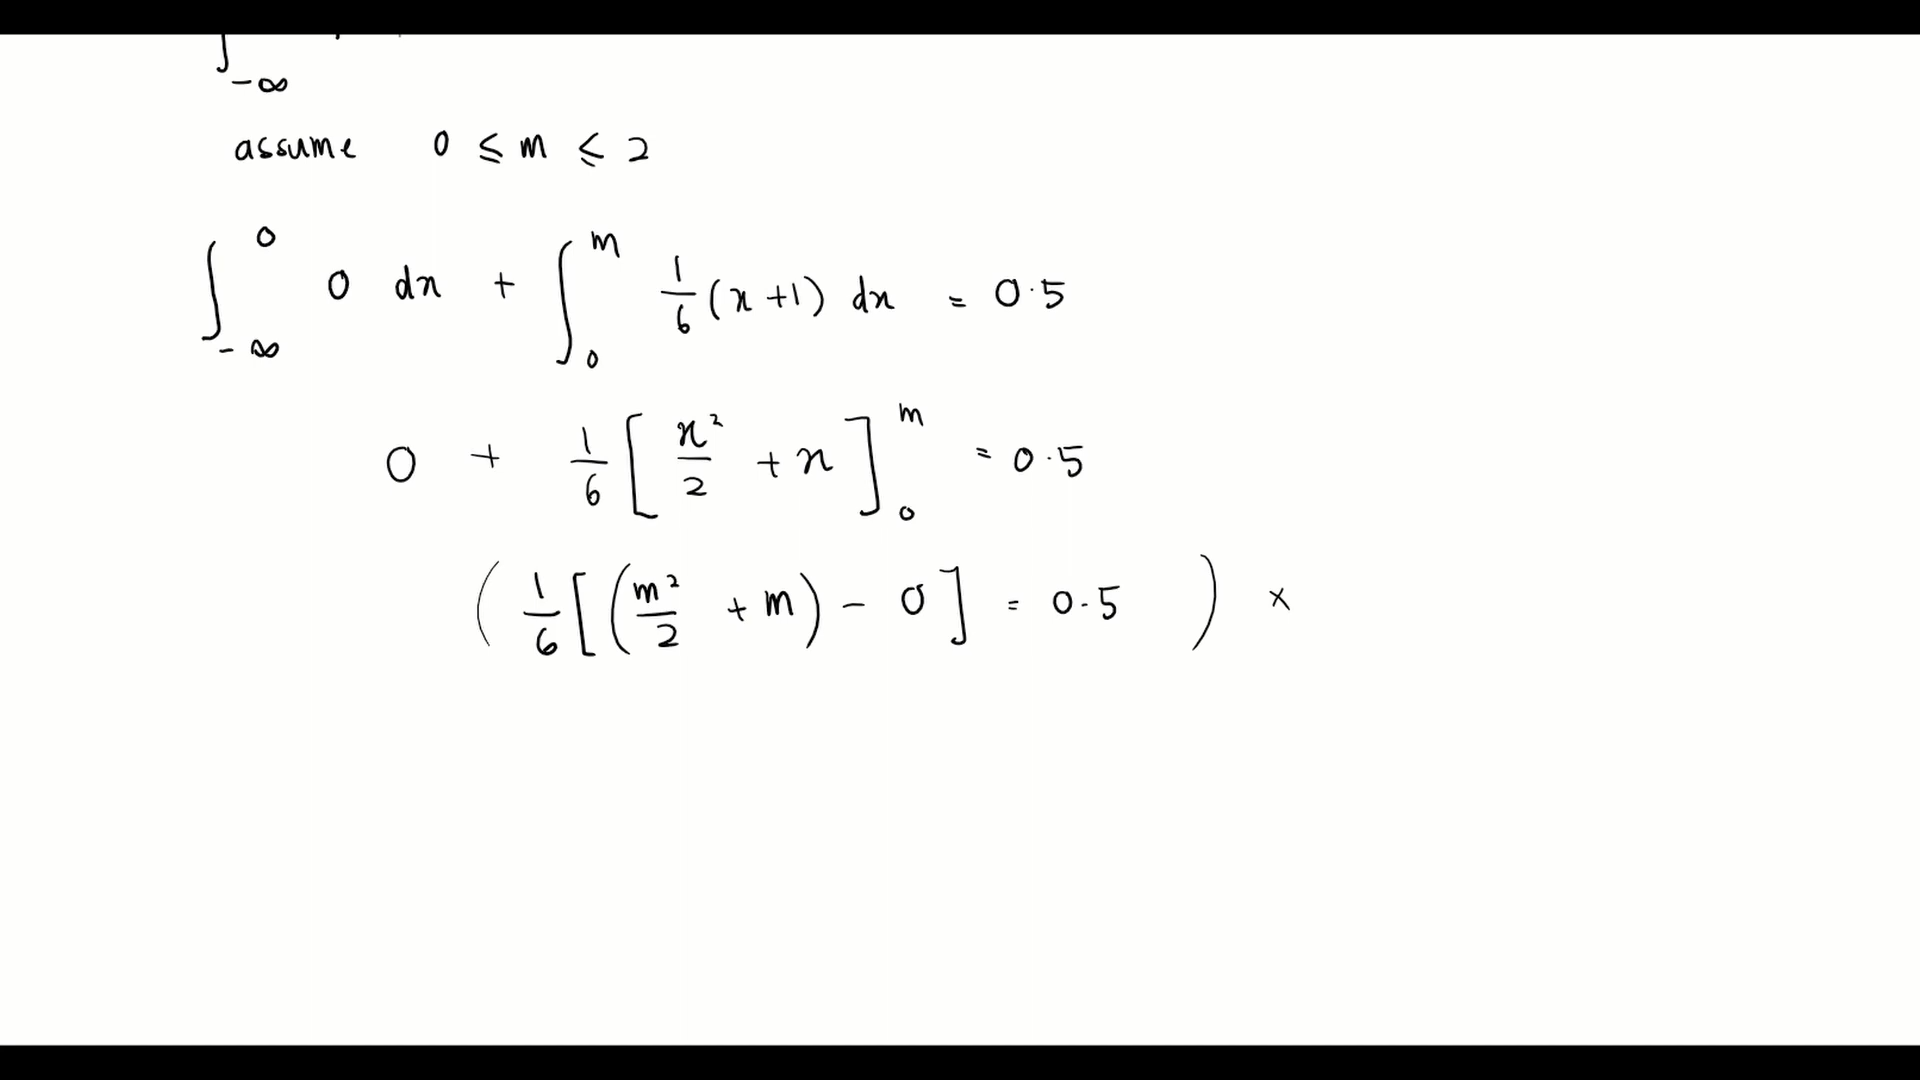 ∫_{-∞}
assume 0 ≤ m ≤ 2
∫_{-∞}^{0} 0 dx + ∫_{0}^{m} 1/6 (x+1) dx = 0.5
0 + 1/6 [ x²/2 + x ]_{0}^{m} = 0.5
( 1/6 [ ( m²/2 + m ) - 0 ] = 0.5 ) ×